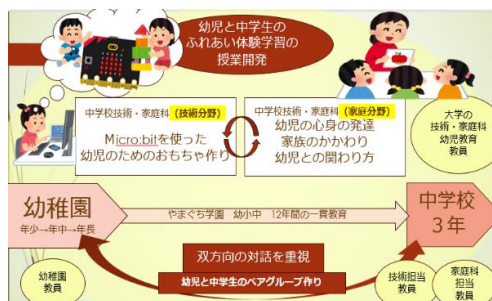 幼児と中学生の
ふれあい体験学習の
授業開発
中学校技術・家庭科(技術分野)
Micro:bitを使った
幼児のためのおもちゃ作り
中学校技術・家庭科(家庭分野)
幼児の心身の発達
家族のかかわり
幼児との関わり方
大学の
技術・家庭科
幼児教育
教員
幼稚園
年少→年中→年長
やまぐち学園 幼小中 12年間の一貫教育
中学校
3年
双方向の対話を重視
幼児と中学生のペアグループ作り
幼稚園
教員
技術担当
教員
家庭科
担当
教員